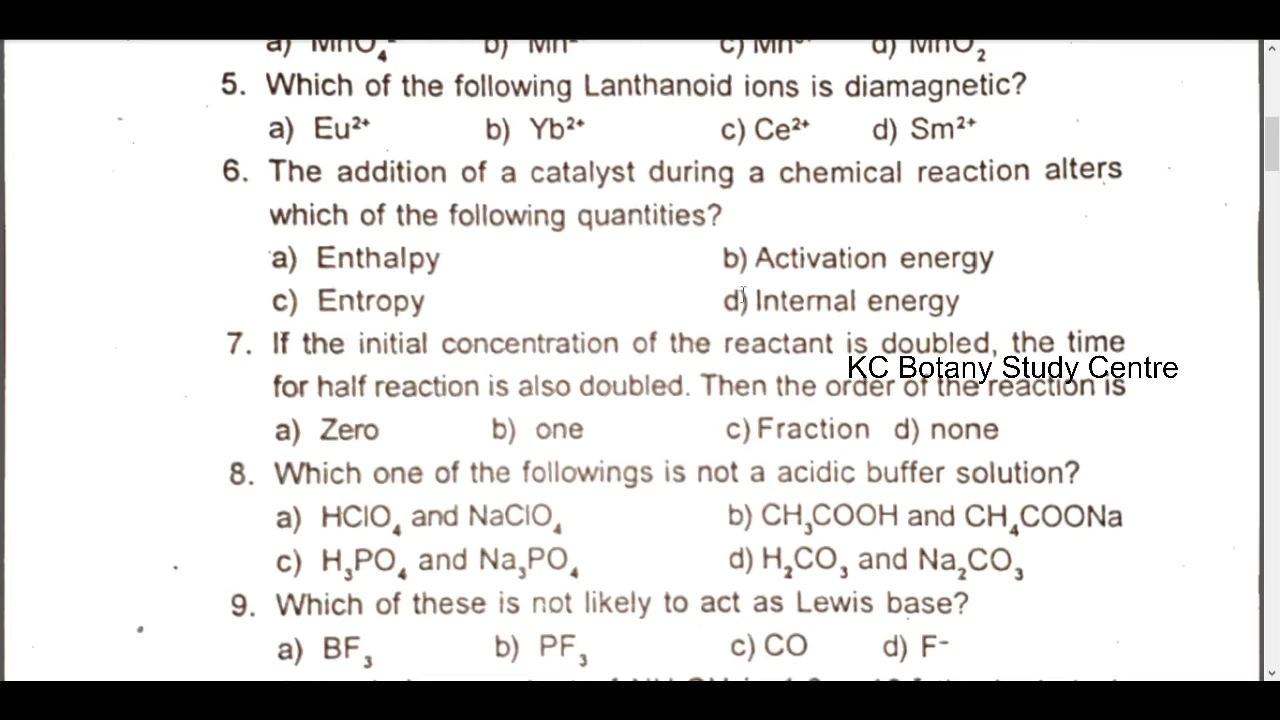 a) MnO₄⁻ b) Mn c) Mn d) MnO₂
5. Which of the following Lanthanoid ions is diamagnetic?
a) Eu²⁺ b) Yb²⁺ c) Ce²⁺ d) Sm²⁺
6. The addition of a catalyst during a chemical reaction alters
which of the following quantities?
a) Enthalpy b) Activation energy
c) Entropy d) Internal energy
7. If the initial concentration of the reactant is doubled, the time
KC Botany Study Centre
for half reaction is also doubled. Then the order of the reaction is
a) Zero b) one c) Fraction d) none
8. Which one of the followings is not a acidic buffer solution?
a) HClO₄ and NaClO₄ b) CH₃COOH and CH₄COONa
c) H₃PO₄ and Na₃PO₄ d) H₂CO₃ and Na₂CO₃
9. Which of these is not likely to act as Lewis base?
a) BF₃ b) PF₃ c) CO d) F⁻